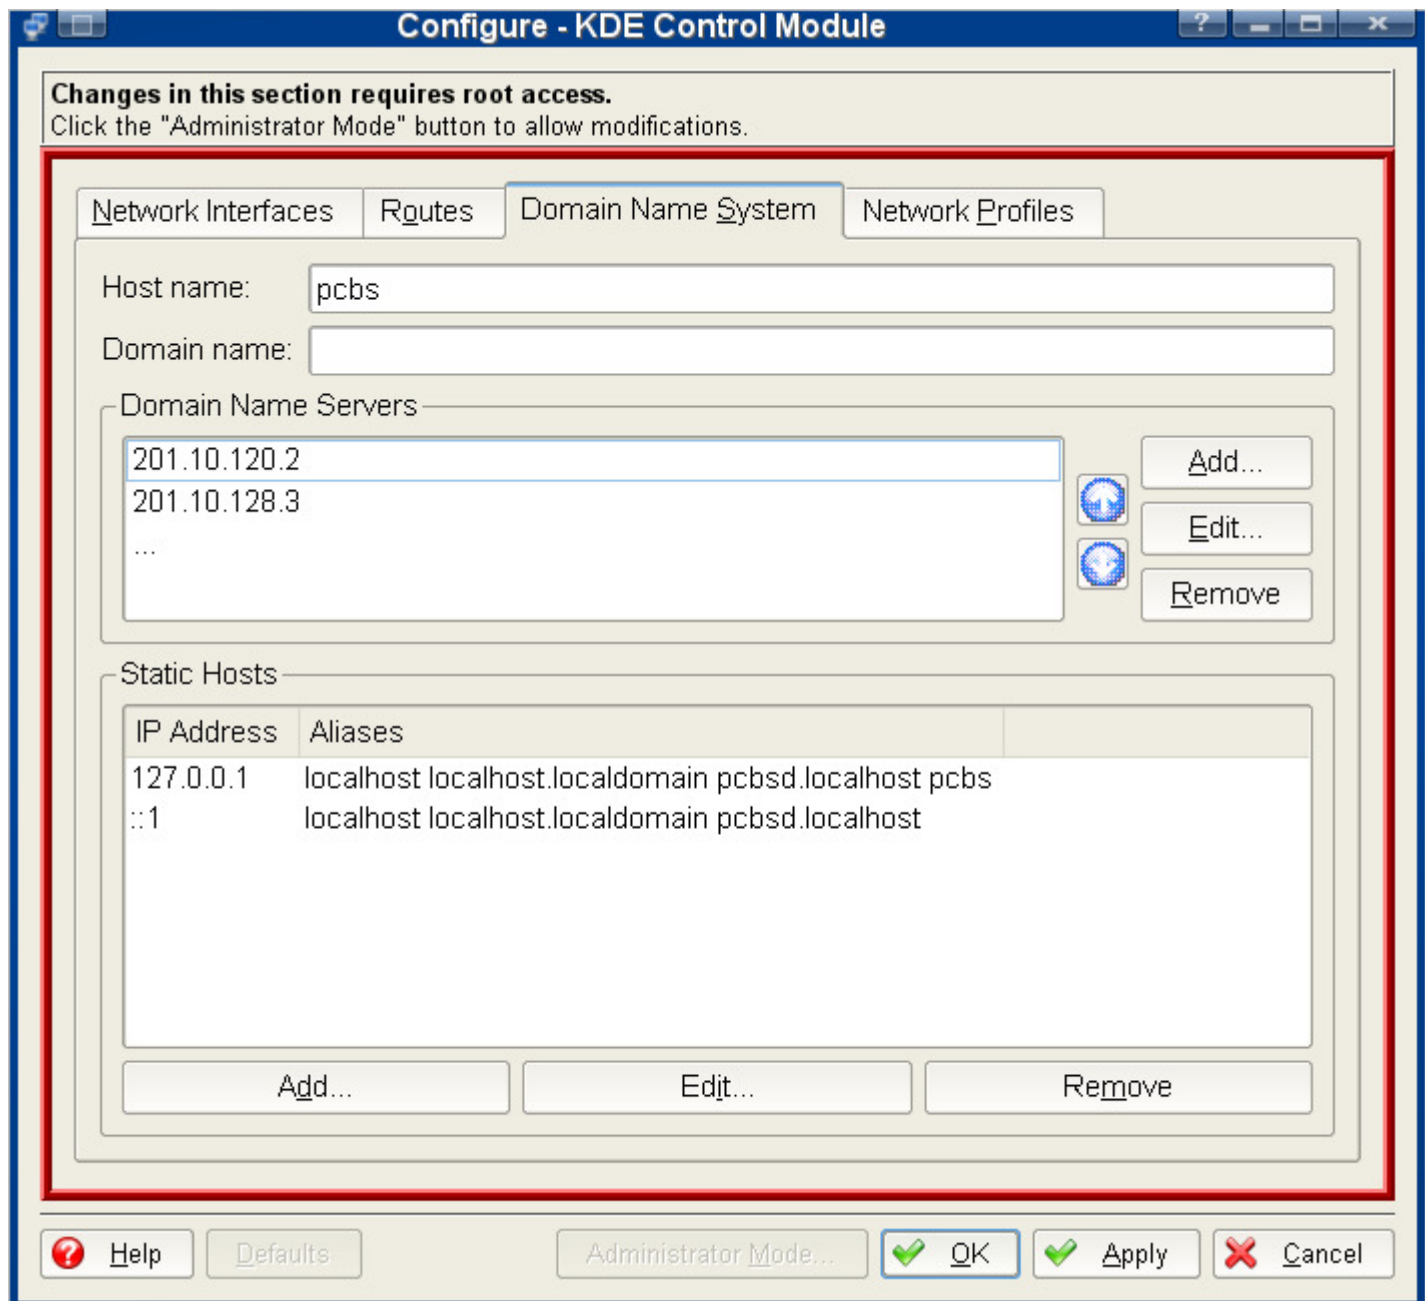 Configure - KDE Control Module
Changes in this section requires root access.
Click the "Administrator Mode" button to allow modifications.
Network Interfaces Routes Domain Name System Network Profiles
Host name: pcbs
Domain name:
Domain Name Servers
201.10.120.2
201.10.128.3
...
Add...
Edit...
Remove
Static Hosts
IP Address Aliases
127.0.0.1 localhost localhost.localdomain pcbsd.localhost pcbs
::1 localhost localhost.localdomain pcbsd.localhost
Add... Edit... Remove
Help Defaults Administrator Mode... OK Apply Cancel